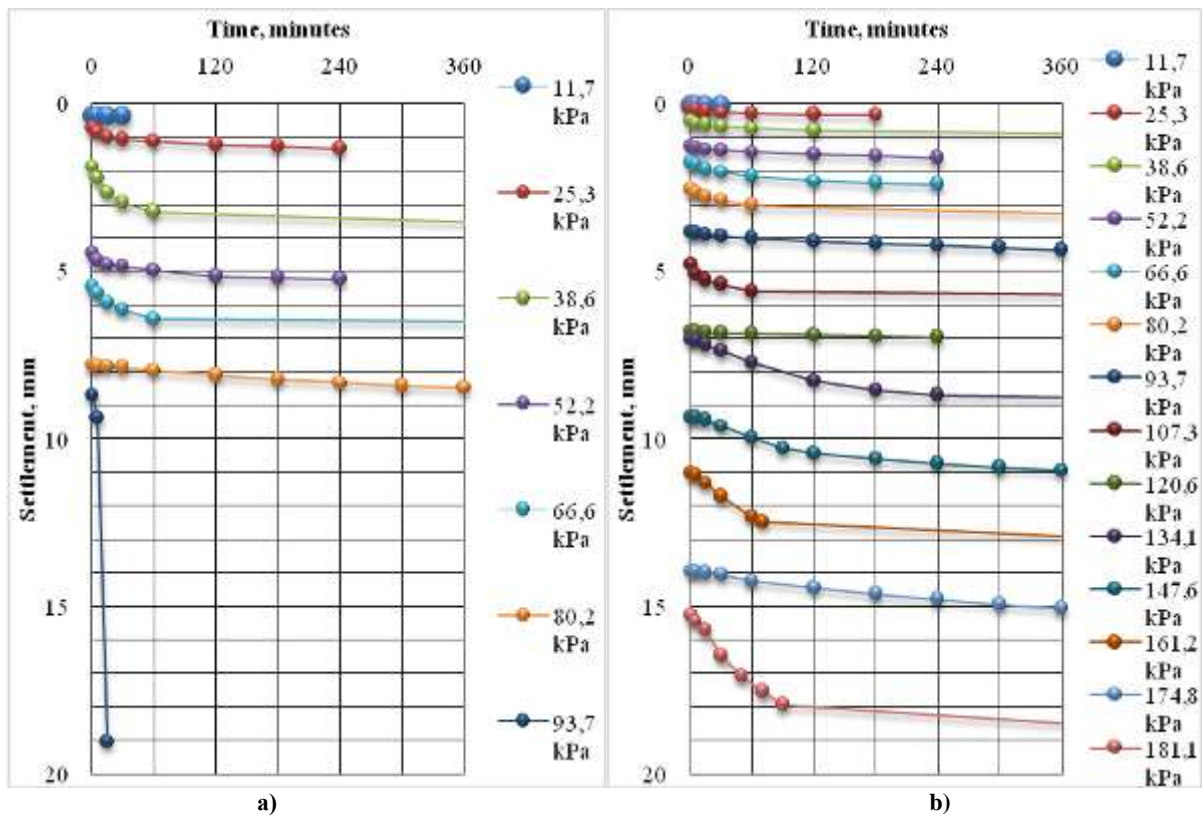 Time, minutes
0 120 240 360
0
5
10
15
20
Settlement, mm
11,7
kPa
25,3
kPa
38,6
kPa
52,2
kPa
66,6
kPa
80,2
kPa
93,7
kPa
a)
Time, minutes
0 120 240 360
0
5
10
15
20
Settlement, mm
11,7
kPa
25,3
kPa
38,6
kPa
52,2
kPa
66,6
kPa
80,2
kPa
93,7
kPa
107,3
kPa
120,6
kPa
134,1
kPa
147,6
kPa
161,2
kPa
174,8
kPa
181,1
kPa
b)